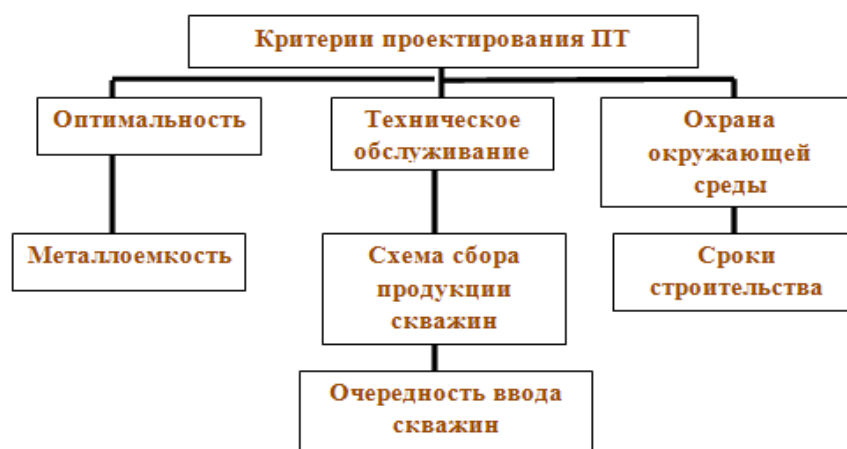 Критерии проектирования ПТ
Оптимальность
Техническое
обслуживание
Охрана
окружающей
среды
Металлоемкость
Схема сбора
продукции
скважин
Сроки
строительства
Очередность ввода
скважин